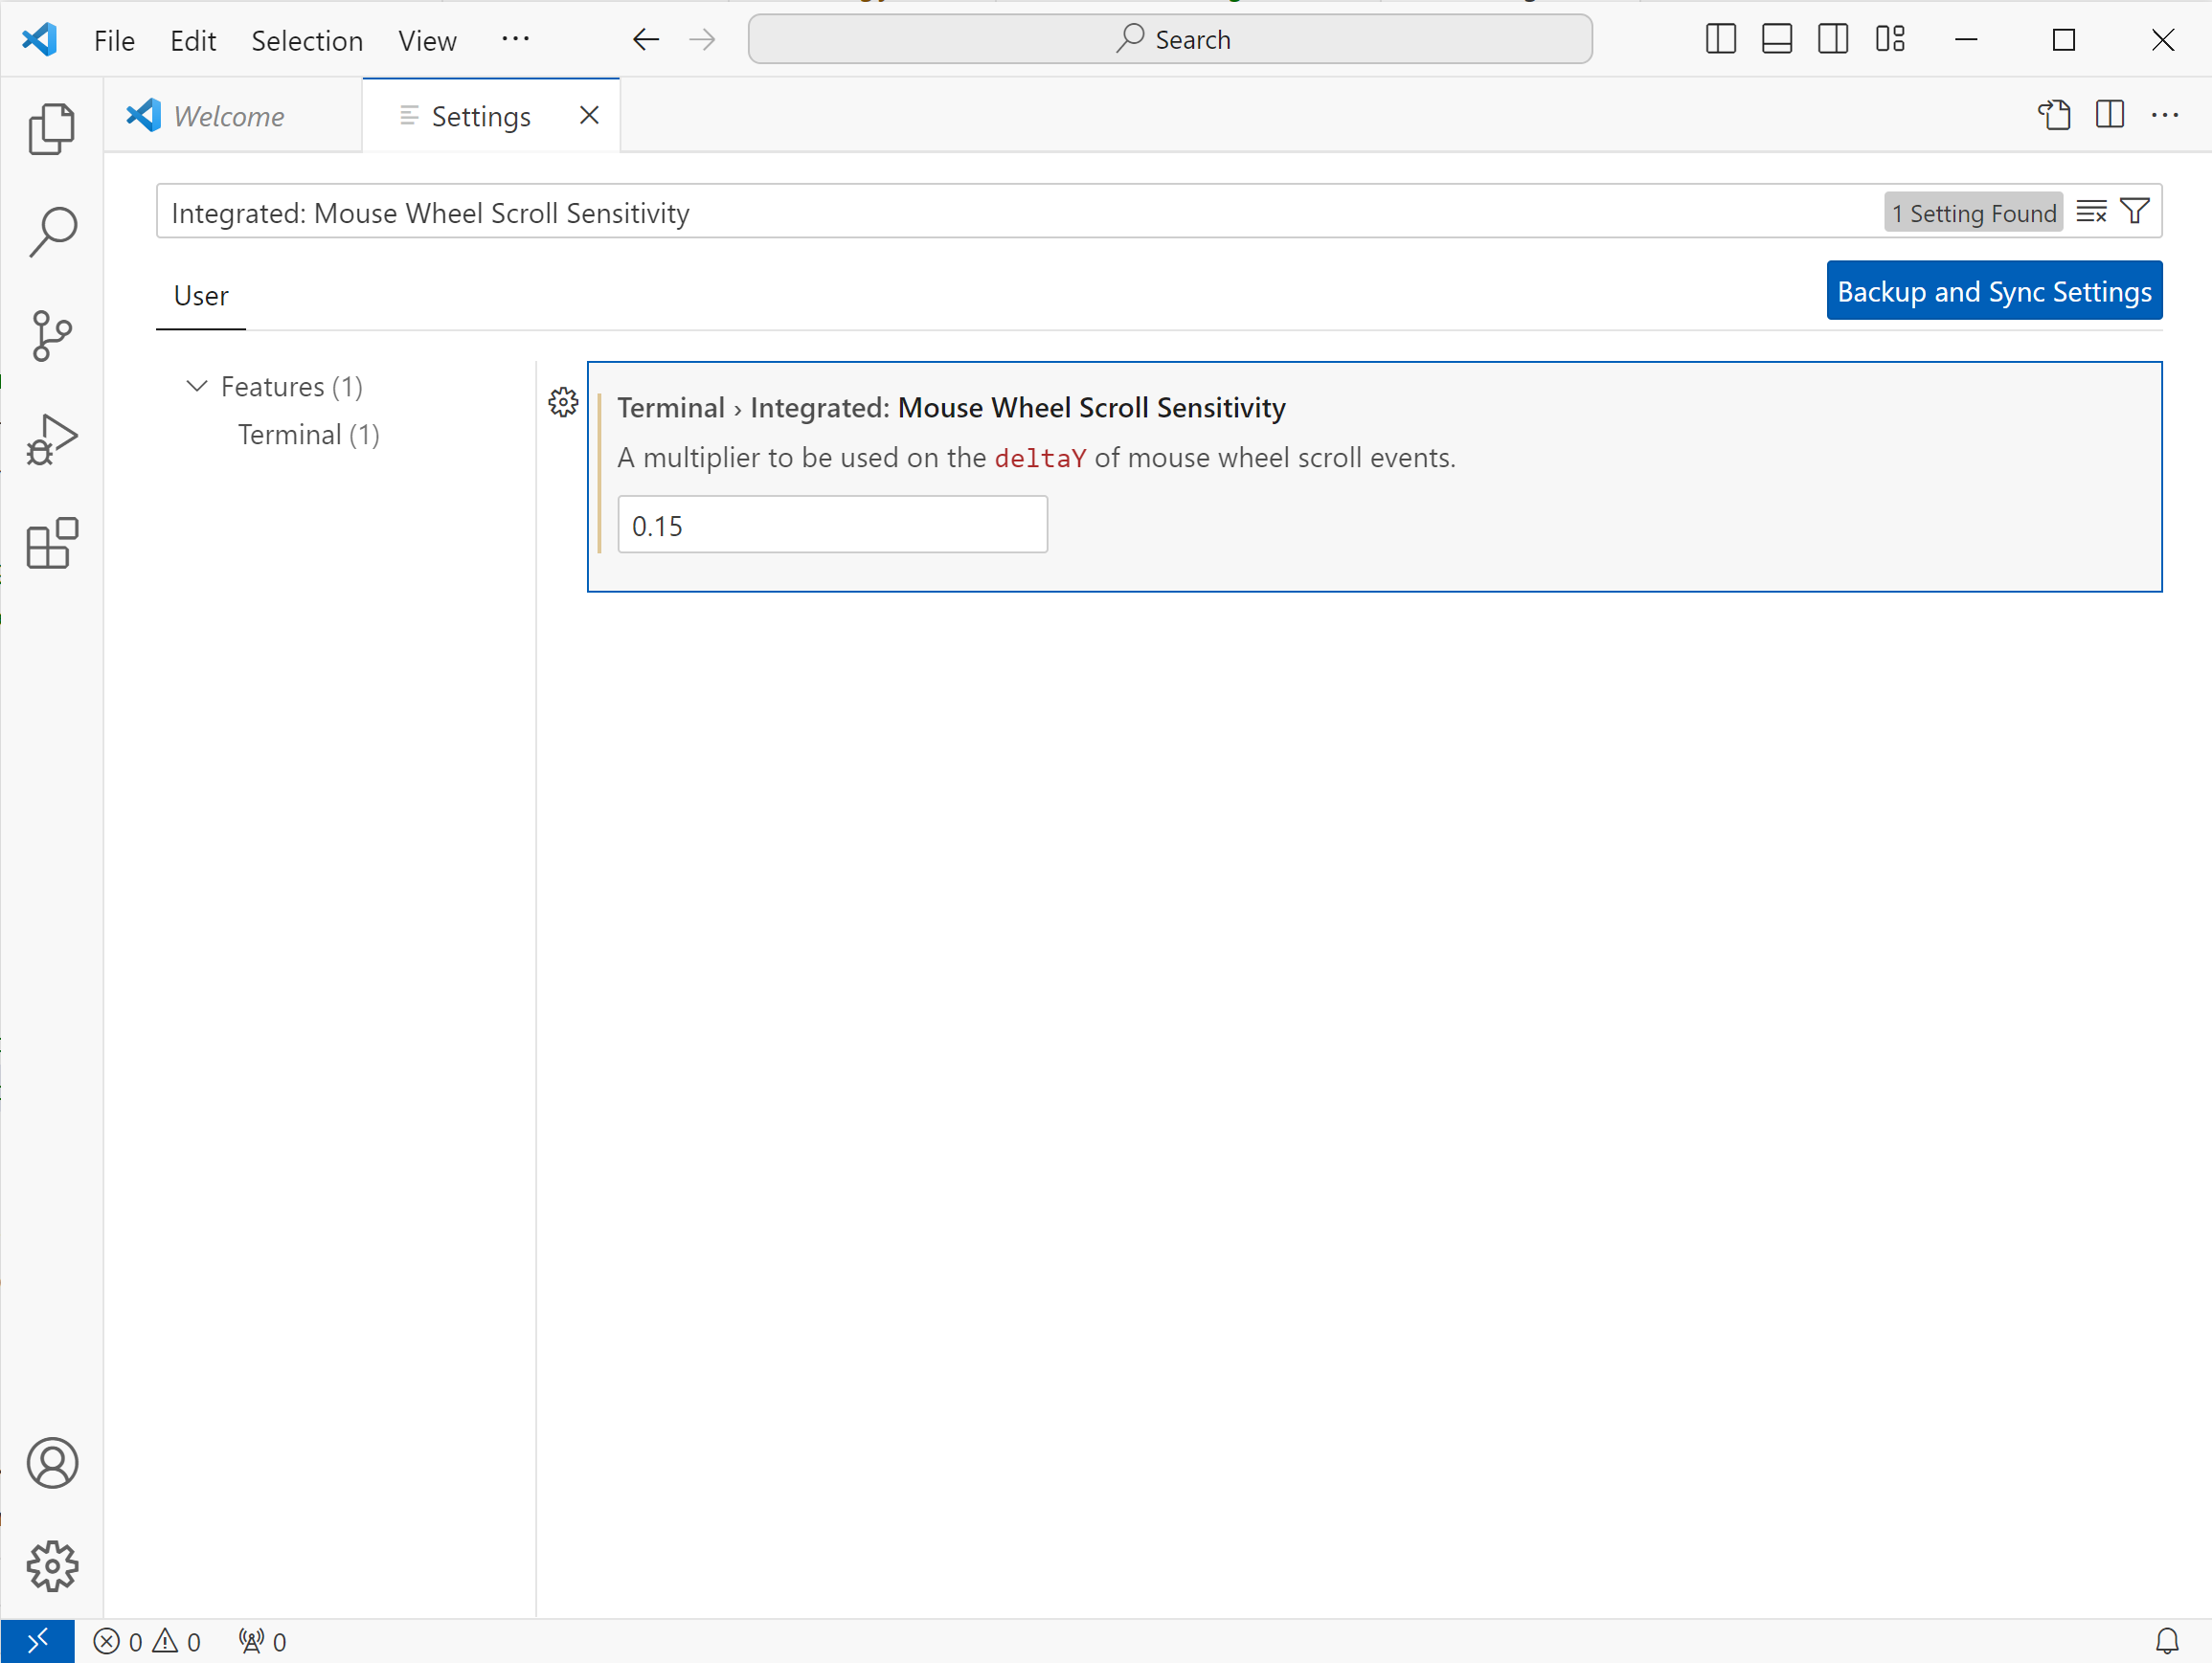 File Edit Selection View ··· Search
Welcome Settings
Integrated: Mouse Wheel Scroll Sensitivity 1 Setting Found
User Backup and Sync Settings
Features (1)
Terminal (1)
Terminal › Integrated: Mouse Wheel Scroll Sensitivity
A multiplier to be used on the deltaY of mouse wheel scroll events.
0.15
0 0 0